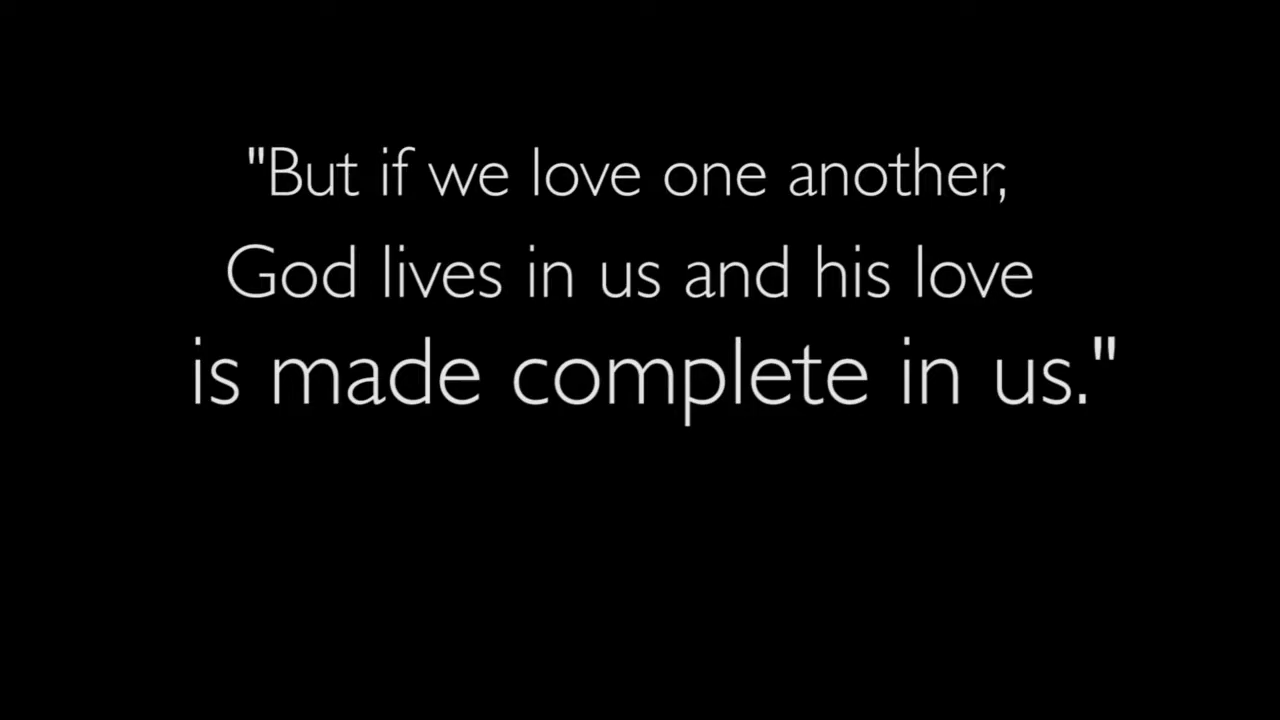 "But if we love one another,
God lives in us and his love
is made complete in us."